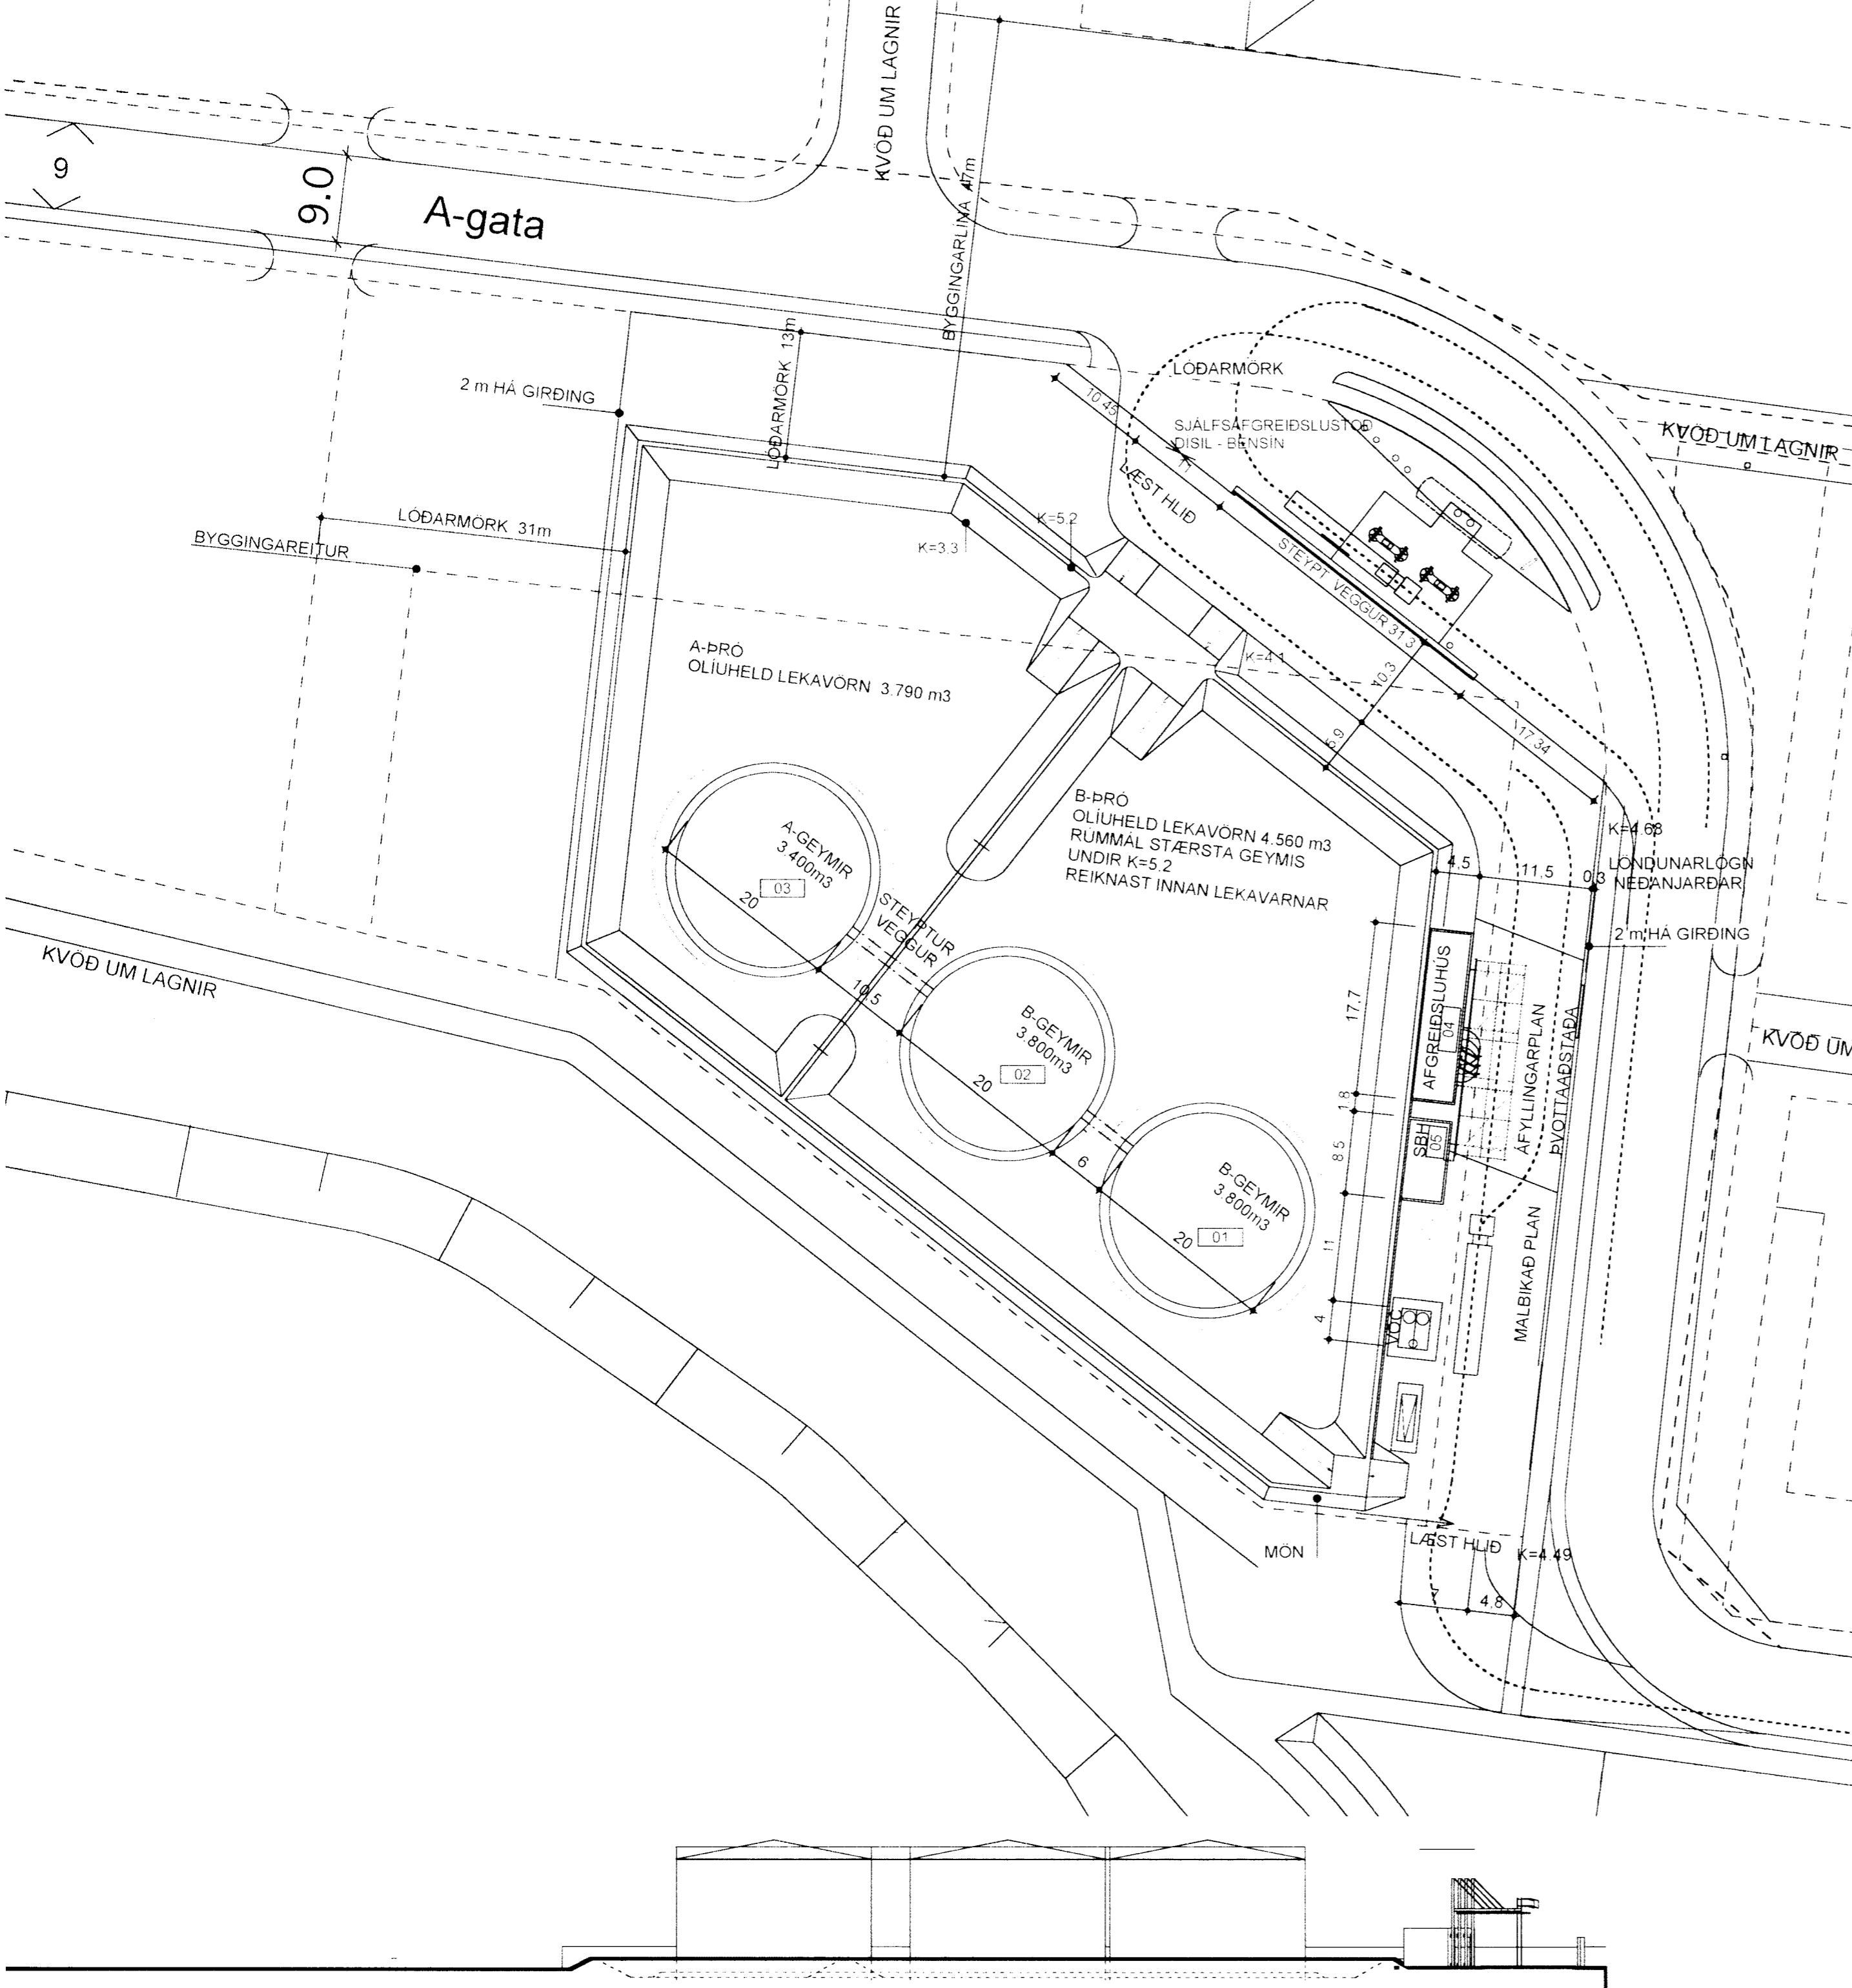 KVÖÐ UM LAGNIR
9
9.0
A-gata
BYGGINGARLÍNA 47m
LÓÐARMÖRK 13m
2 m HÁ GIRÐING
LÓÐARMÖRK 31m
BYGGINGAREITUR
LÓÐARMÖRK
10.45
SJÁLFSAFGREIÐSLUSTÖÐ
DISIL - BENSÍN
LÆST HLIÐ
KVÖÐ UM LAGNIR
K=5.2
K=3.3
STEYPT VEGGUR 31.3
K=4.1
10.3
5.9
17.34
A-ÞRÓ
OLÍUHELD LEKAVÖRN 3.790 m3
B-ÞRÓ
OLÍUHELD LEKAVÖRN 4.560 m3
RÚMMÁL STÆRSTA GEYMIS
UNDIR K=5.2
REIKNAST INNAN LEKAVARNAR
K=4.68
LÖNDUNARLÖGN
NEÐANJARÐAR
4.5
11.5
0.3
2 m HÁ GIRÐING
A-GEYMIR
3.400m3
03
20
STEYPTUR
VEGGUR
10.5
B-GEYMIR
3.800m3
02
20
6
B-GEYMIR
3.800m3
01
20
17.7
1.8
8.5
11
4
AFGREIÐSLUHÚS
04
SBH
05
VOC
ÁFYLLINGARPLAN
ÞVOTTAAÐSTAÐA
MALBIKAÐ PLAN
KVÖÐ UM LAGNIR
KVÖÐ UM
MÖN
LÆST HLIÐ
K=4.49
7
4.8